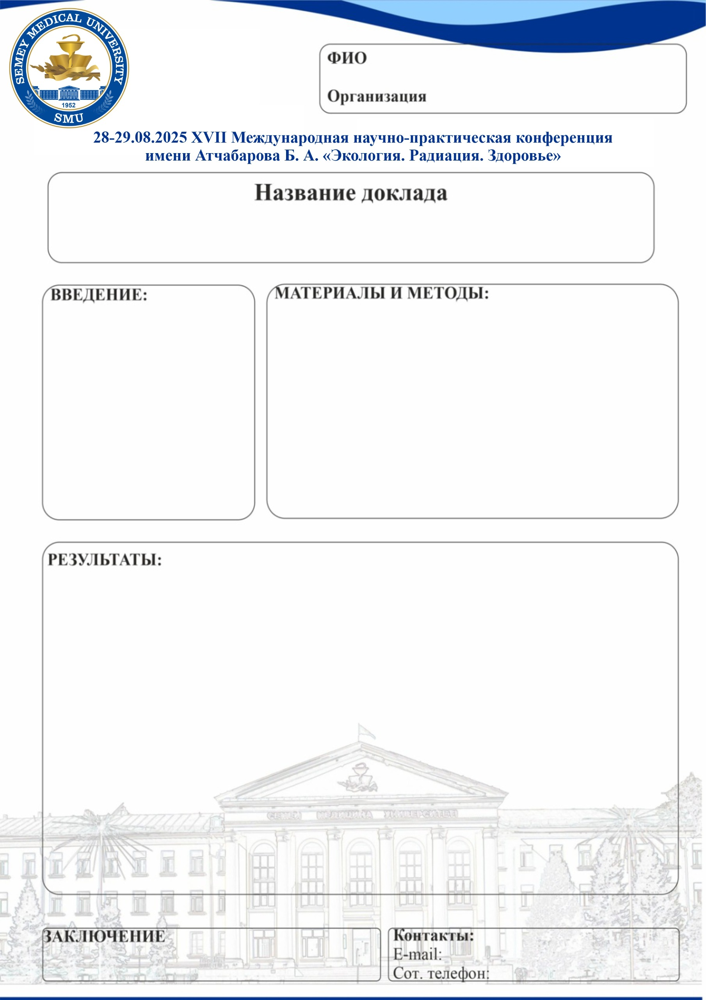 SEMEY MEDICAL UNIVERSITY
1952
SMU
ФИО
Организация
28-29.08.2025 XVII Международная научно-практическая конференция
имени Атчабарова Б. А. «Экология. Радиация. Здоровье»
Название доклада
ВВЕДЕНИЕ:
МАТЕРИАЛЫ И МЕТОДЫ:
РЕЗУЛЬТАТЫ:
СЕМЕЙ МЕДИЦИНА УНИВЕРСИТЕТІ
ЗАКЛЮЧЕНИЕ
Контакты:
E-mail:
Сот. телефон: